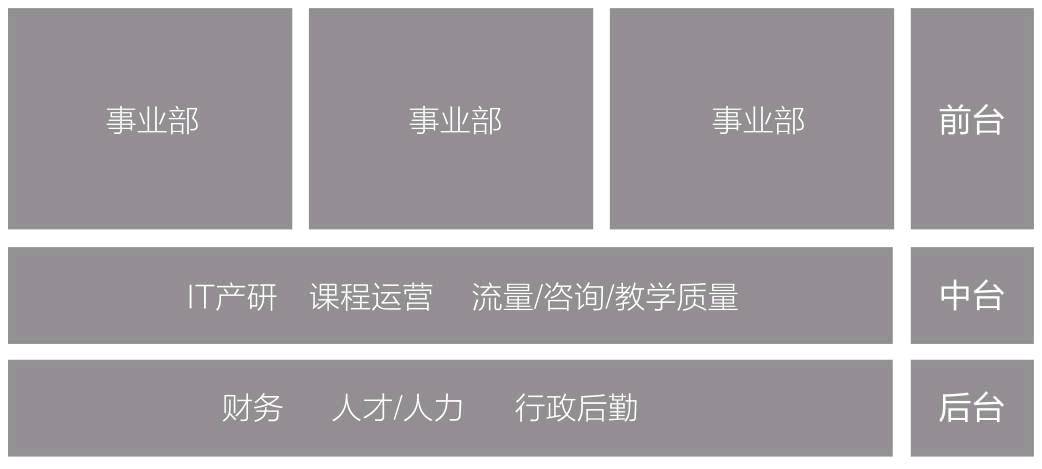 事业部 事业部 事业部 前台
IT产研 课程运营 流量/咨询/教学质量 中台
财务 人才/人力 行政后勤 后台